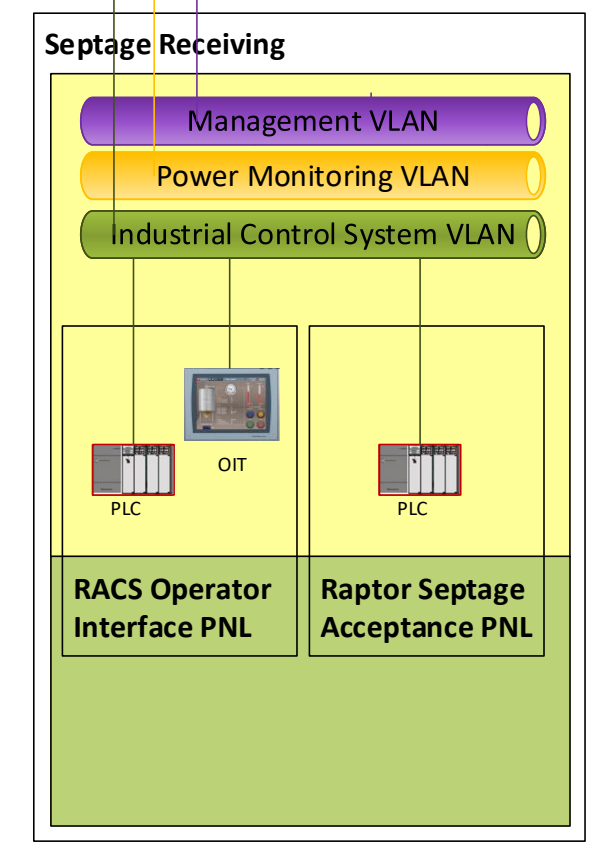 Septage Receiving
Management VLAN
Power Monitoring VLAN
Industrial Control System VLAN
OIT
PLC
PLC
RACS Operator
Interface PNL
Raptor Septage
Acceptance PNL